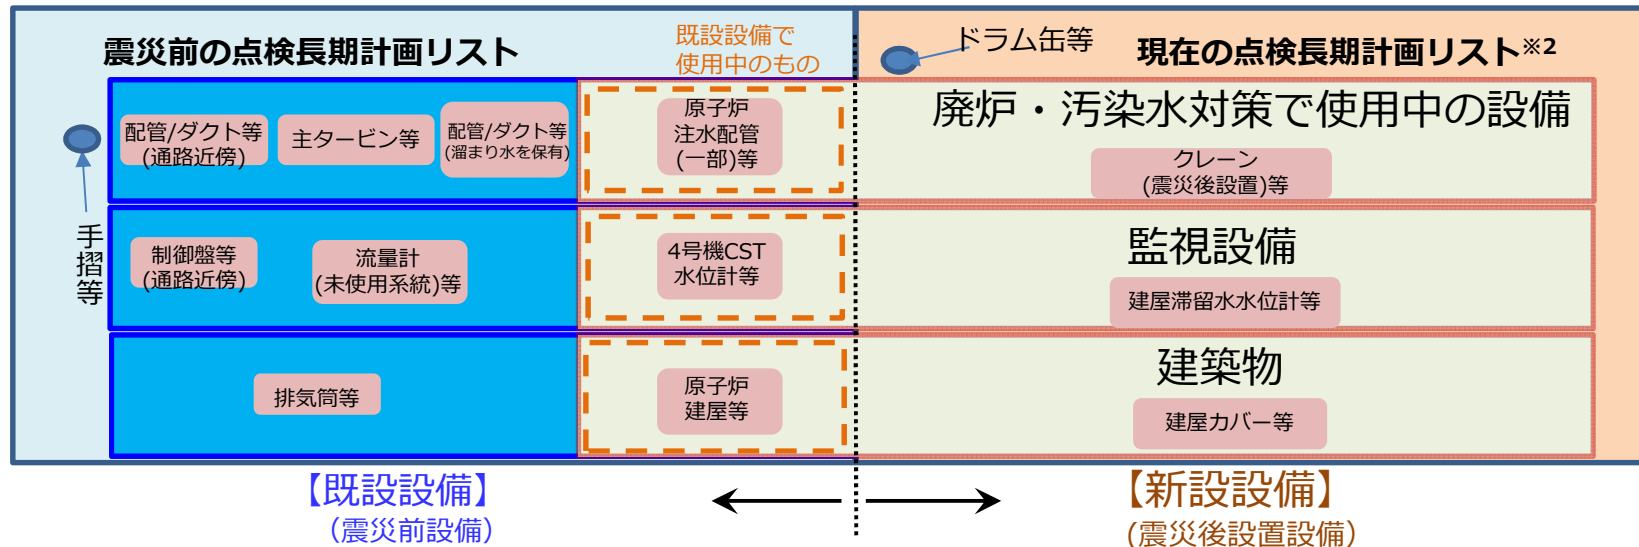 震災前の点検長期計画リスト
既設設備で
使用中のもの
ドラム缶等
現在の点検長期計画リスト※2
配管/ダクト等
(通路近傍)
主タービン等
配管/ダクト等
(溜まり水を保有)
原子炉
注水配管
(一部)等
廃炉・汚染水対策で使用中の設備
クレーン
(震災後設置)等
手摺等
制御盤等
(通路近傍)
流量計
(未使用系統)等
4号機CST
水位計等
監視設備
建屋滞留水水位計等
排気筒等
原子炉
建屋等
建築物
建屋カバー等
【既設設備】
（震災前設備）
【新設設備】
(震災後設置設備）